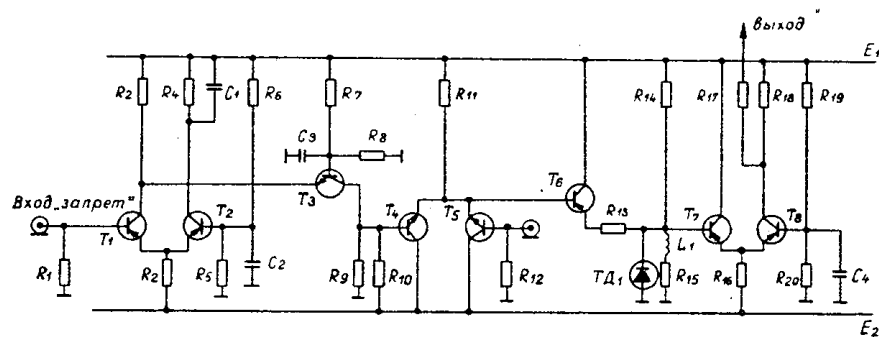 выход"
E1
R2
R4
C1
R6
R7
R11
R14
R17
R18
R19
C3
R8
T6
Вход „запрет"
T1
T2
T3
T4
T5
R13
T7
T8
L1
R1
R2
R5
C2
R9
R10
R12
ТД1
R15
R16
R20
C4
E2